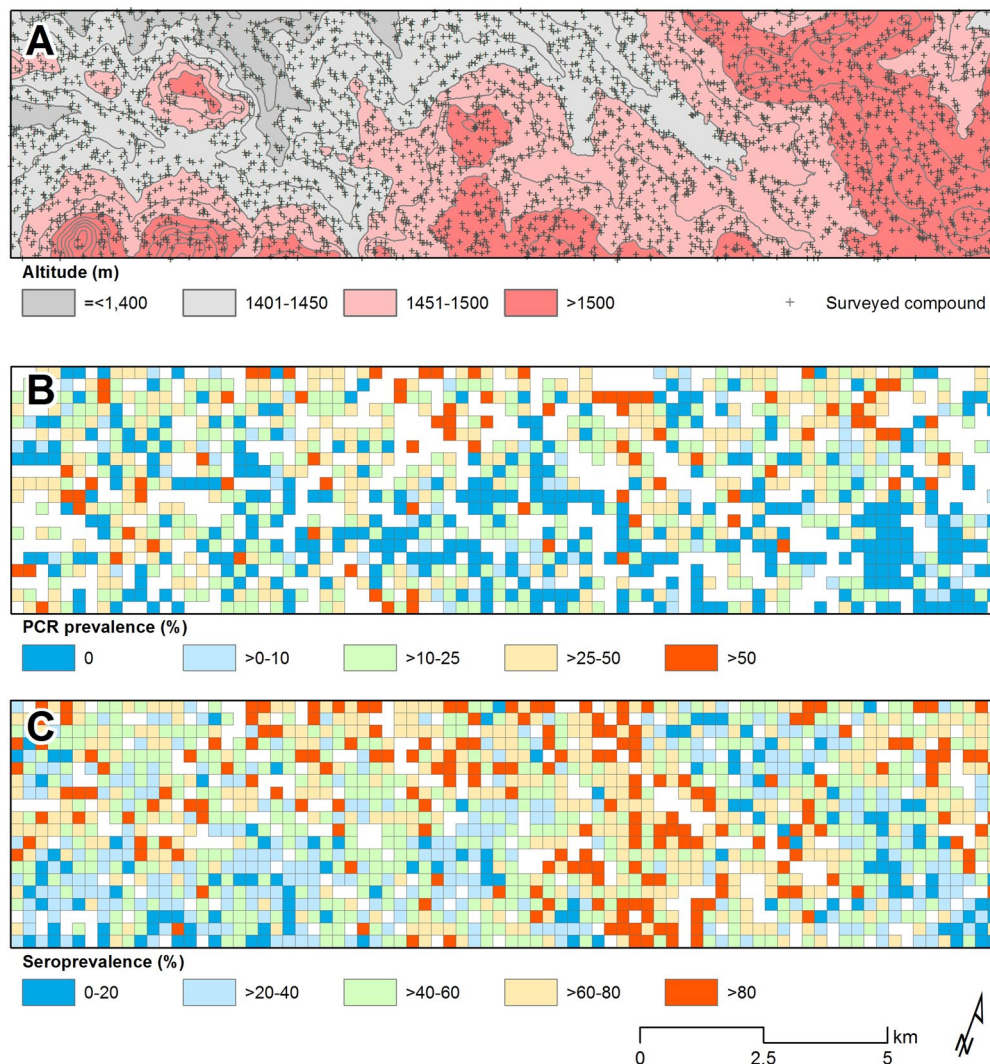 A
Altitude (m)
=<1,400 1401-1450 1451-1500 >1500 + Surveyed compound
B
PCR prevalence (%)
0 >0-10 >10-25 >25-50 >50
C
Seroprevalence (%)
0-20 >20-40 >40-60 >60-80 >80
km
0 2.5 5
N